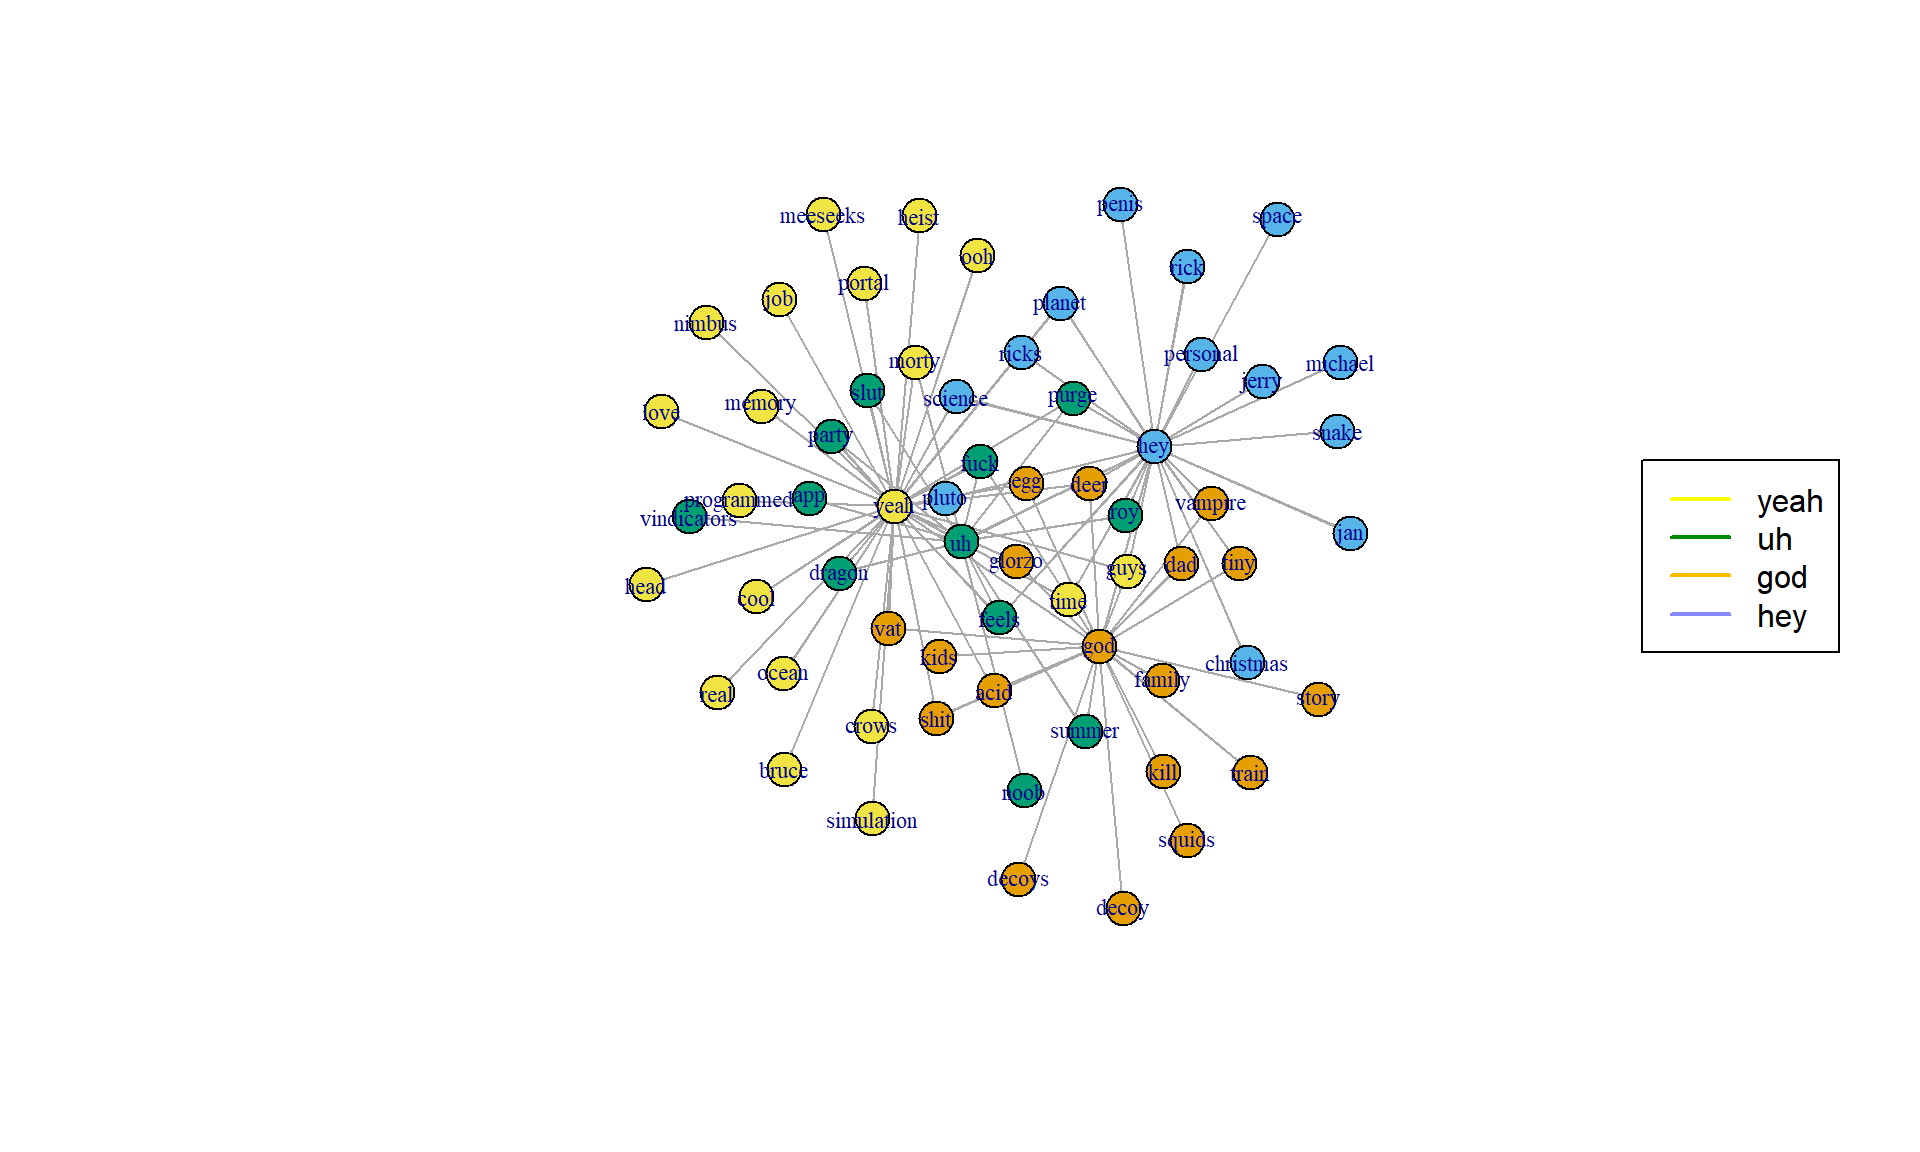 penis
meeseeks
heist
space
ooh
rick
portal
job
planet
nimbus
ricks
personal
morty
michael
jerry
slut
science
purge
memory
love
party
snake
hey
fuck
egg
deer
programmed
app
pluto
yeah
vampire
vindicators
roy
uh
jan
glorzo
guys
dad
tiny
dragon
head
cool
time
feels
vat
god
kids
christmas
ocean
family
real
acid
story
shit
crows
summer
bruce
kill
train
noob
simulation
squids
decoys
decoy
yeah
uh
god
hey